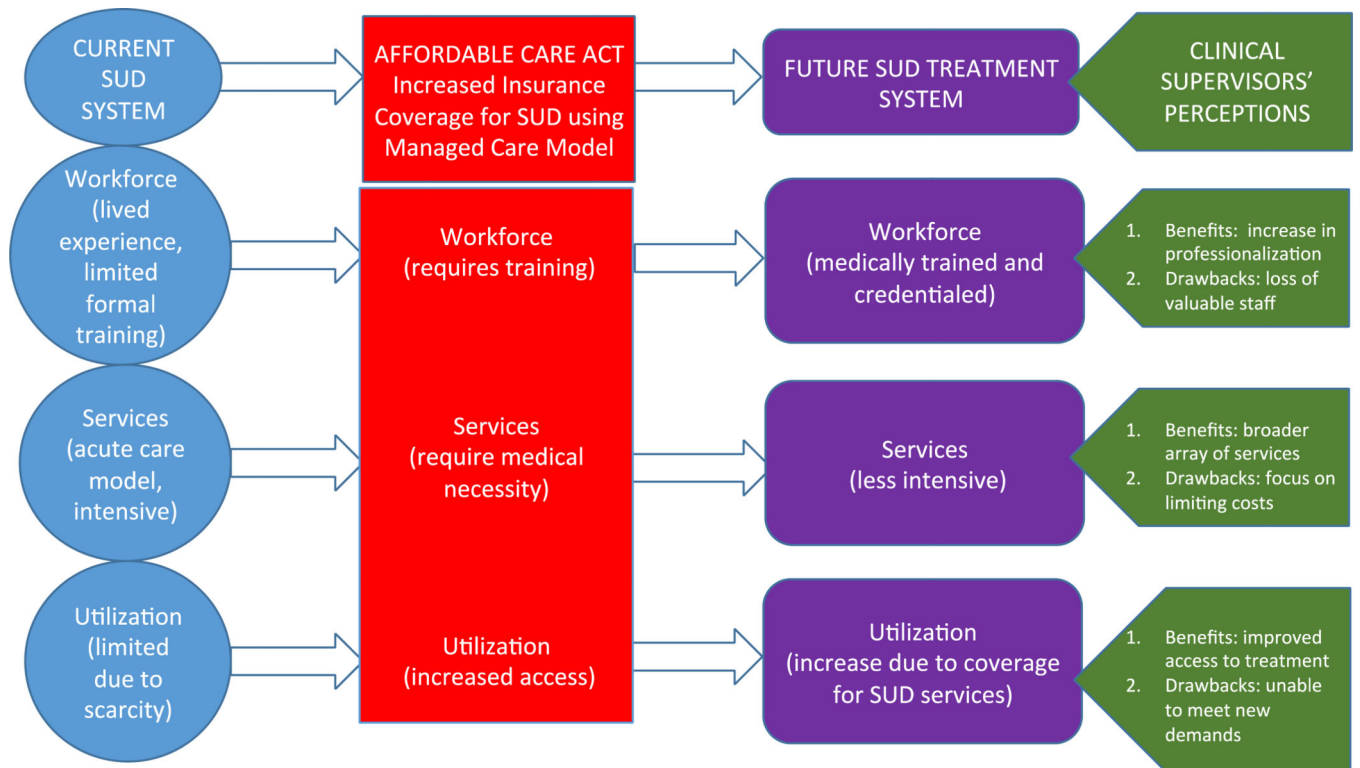 CURRENT
SUD
SYSTEM
AFFORDABLE CARE ACT
Increased Insurance
Coverage for SUD using
Managed Care Model
FUTURE SUD TREATMENT
SYSTEM
CLINICAL
SUPERVISORS’
PERCEPTIONS
Workforce
(lived
experience,
limited
formal
training)
Workforce
(requires training)
Workforce
(medically trained and
credentialed)
1. Benefits: increase in
professionalization
2. Drawbacks: loss of
valuable staff
Services
(acute care
model,
intensive)
Services
(require medical
necessity)
Services
(less intensive)
1. Benefits: broader
array of services
2. Drawbacks: focus on
limiting costs
Utilization
(limited
due to
scarcity)
Utilization
(increased access)
Utilization
(increase due to coverage
for SUD services)
1. Benefits: improved
access to treatment
2. Drawbacks: unable
to meet new
demands